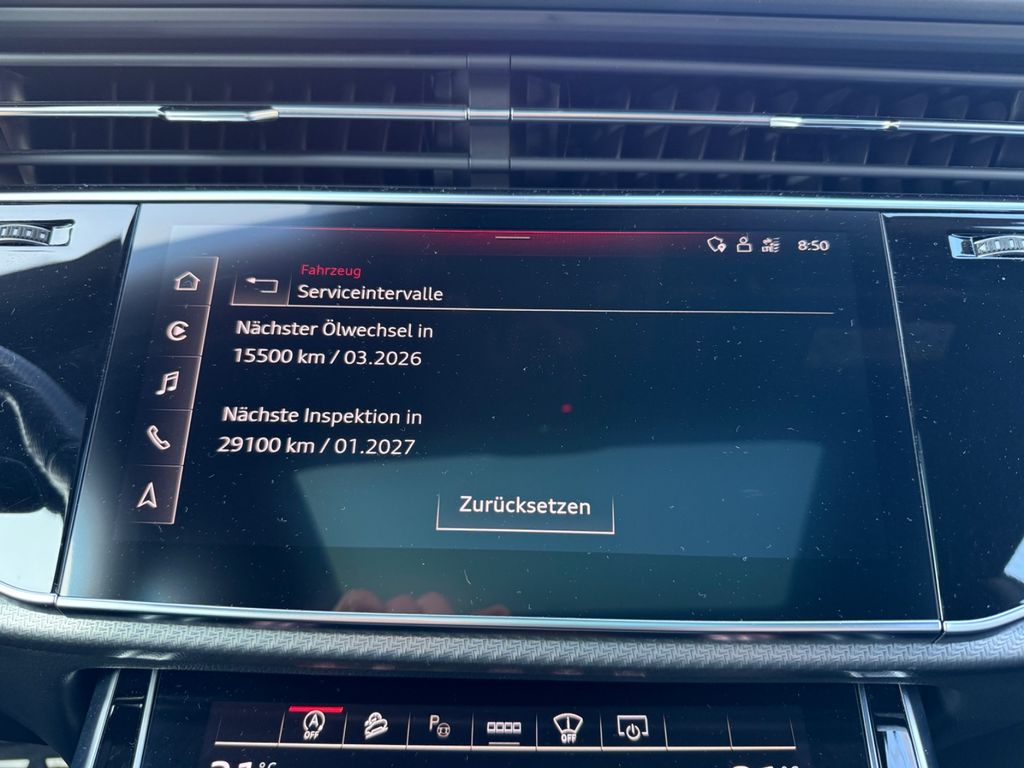 8:50
Fahrzeug
Serviceintervalle
Nächster Ölwechsel in
15500 km / 03.2026
Nächste Inspektion in
29100 km / 01.2027
Zurücksetzen
A
OFF
P
OFF